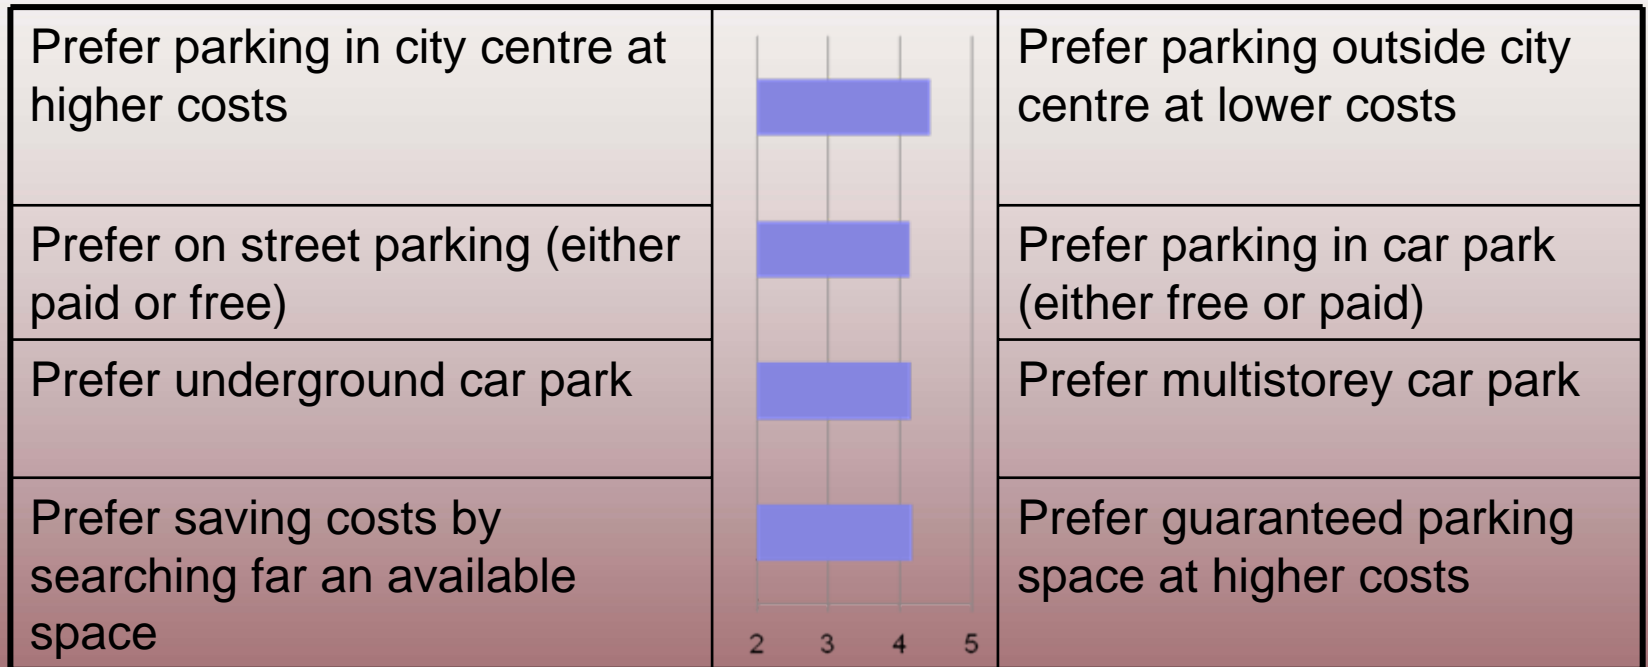 Prefer parking in city centre at
higher costs
Prefer parking outside city
centre at lower costs
Prefer on street parking (either
paid or free)
Prefer parking in car park
(either free or paid)
Prefer underground car park
Prefer multistorey car park
Prefer saving costs by
searching far an available
space
Prefer guaranteed parking
space at higher costs
2 3 4 5